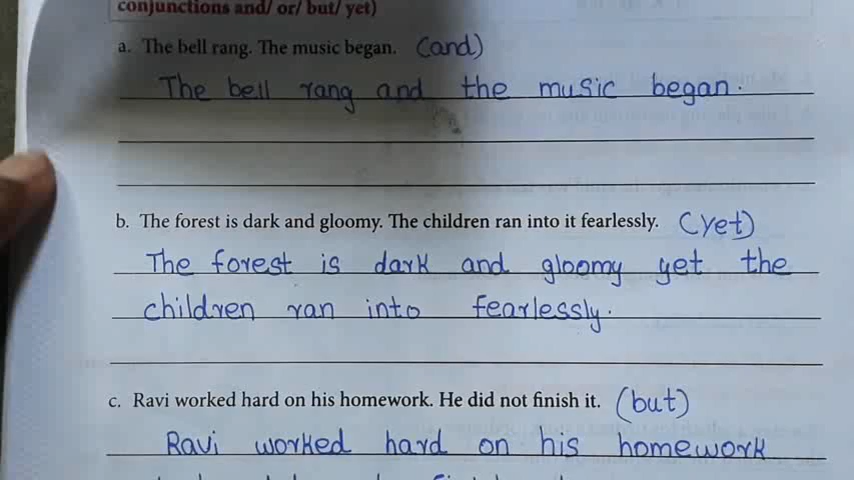 conjunctions and/ or/ but/ yet)
a. The bell rang. The music began. (and)
The bell rang and the music began.
b. The forest is dark and gloomy. The children ran into it fearlessly. (yet)
The forest is dark and gloomy yet the
children ran into fearlessly.
c. Ravi worked hard on his homework. He did not finish it. (but)
Ravi worked hard on his homework